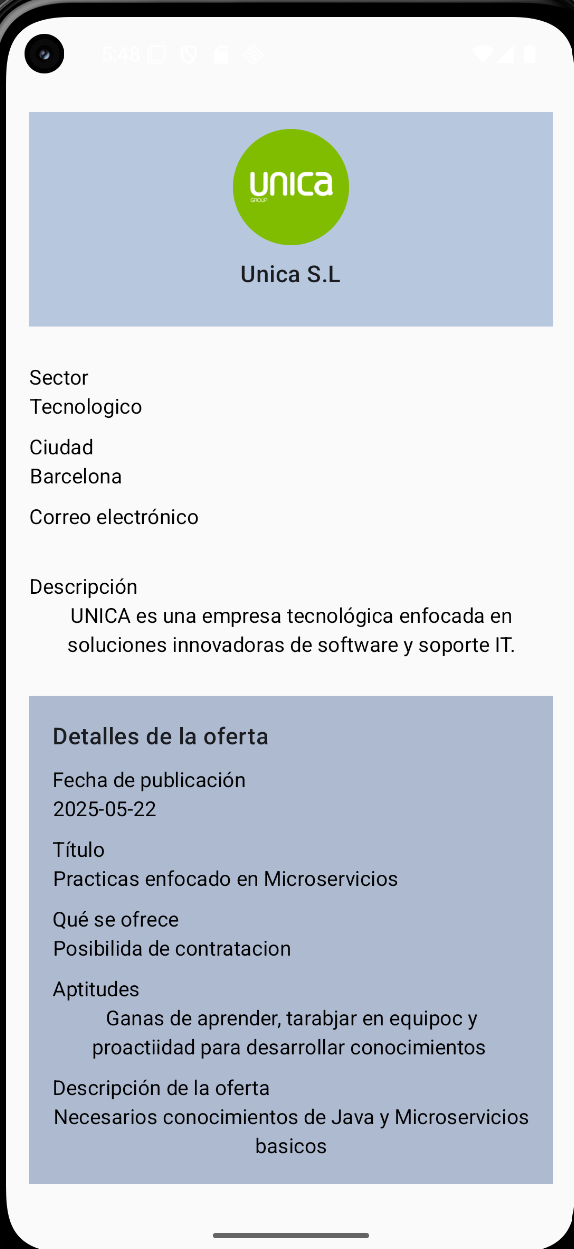 5:48
unica
GROUP
Unica S.L
Sector
Tecnologico
Ciudad
Barcelona
Correo electrónico
Descripción
UNICA es una empresa tecnológica enfocada en
soluciones innovadoras de software y soporte IT.
Detalles de la oferta
Fecha de publicación
2025-05-22
Título
Practicas enfocado en Microservicios
Qué se ofrece
Posibilida de contratacion
Aptitudes
Ganas de aprender, tarabjar en equipoc y
proactiidad para desarrollar conocimientos
Descripción de la oferta
Necesarios conocimientos de Java y Microservicios
basicos